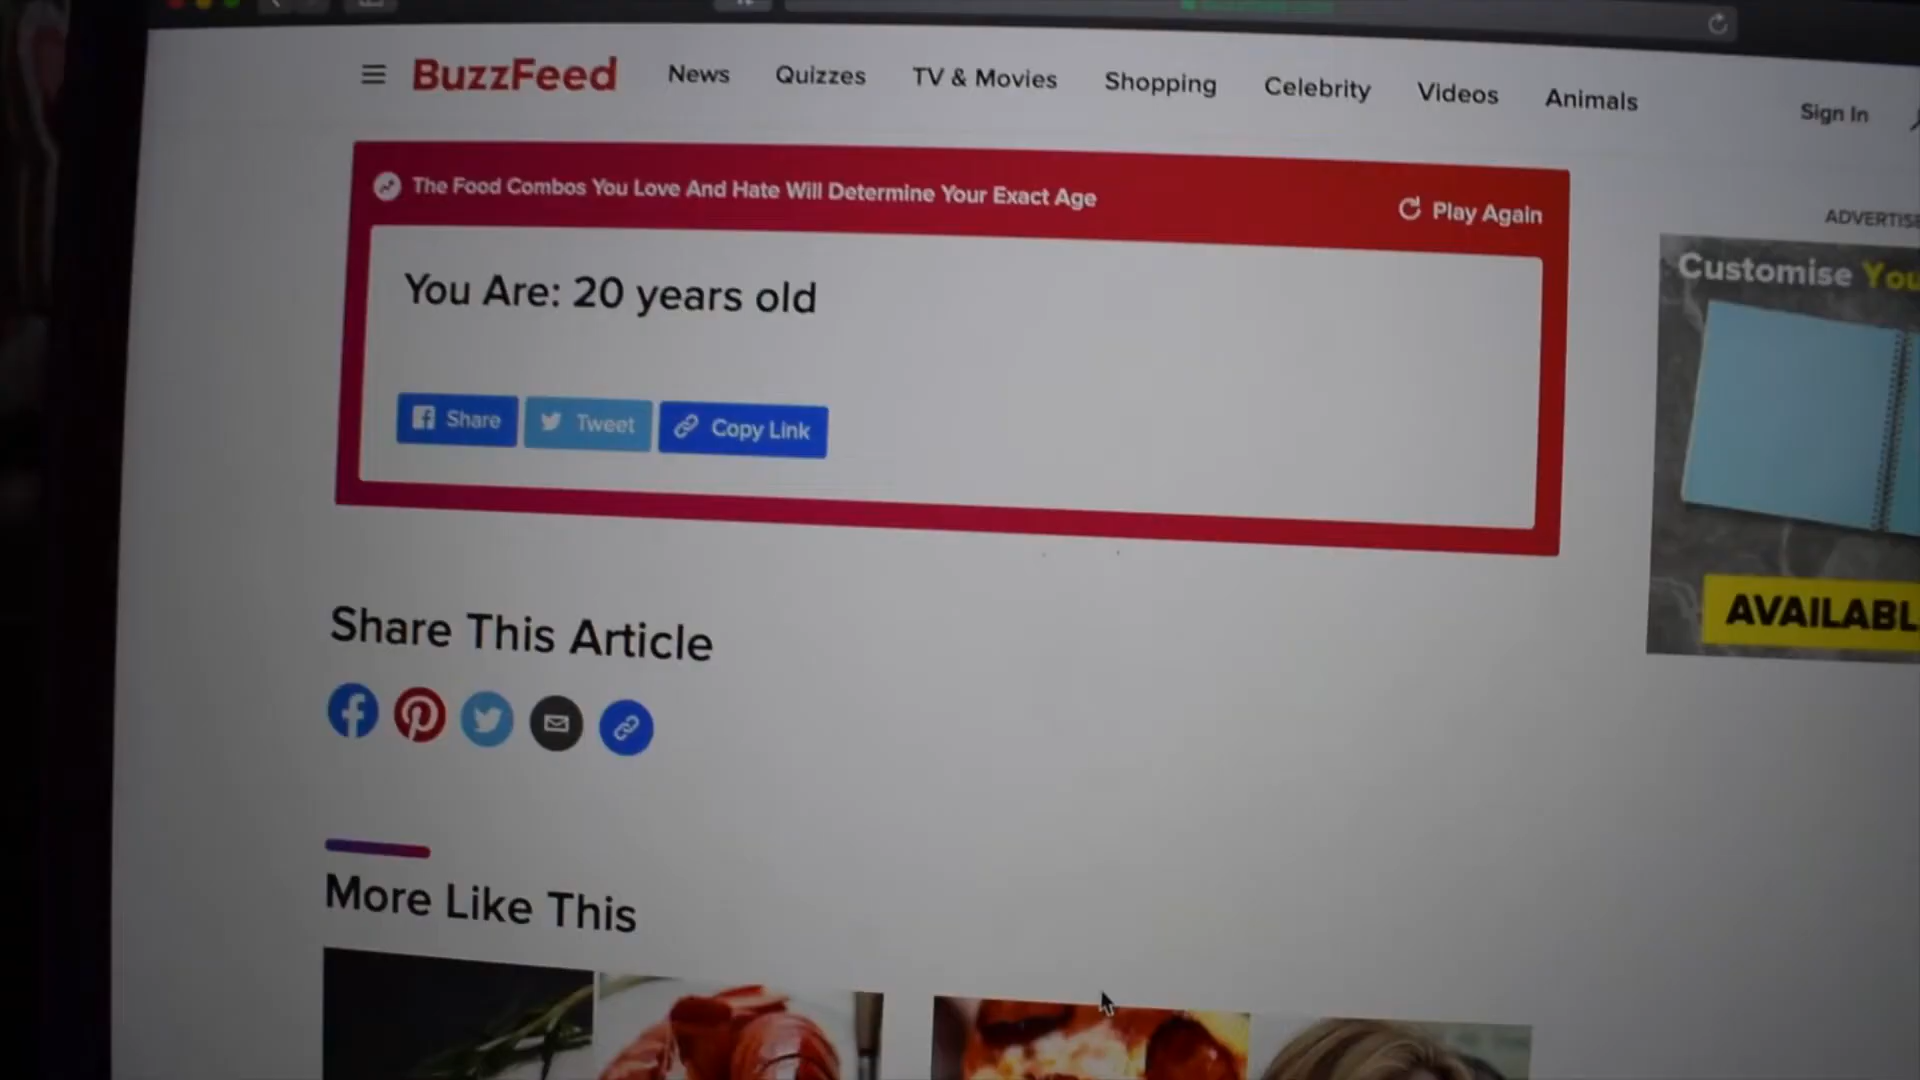 BuzzFeed News Quizzes TV & Movies Shopping Celebrity Videos Animals Sign In
The Food Combos You Love And Hate Will Determine Your Exact Age Play Again
You Are: 20 years old
Share Tweet Copy Link
Share This Article
More Like This
Customise